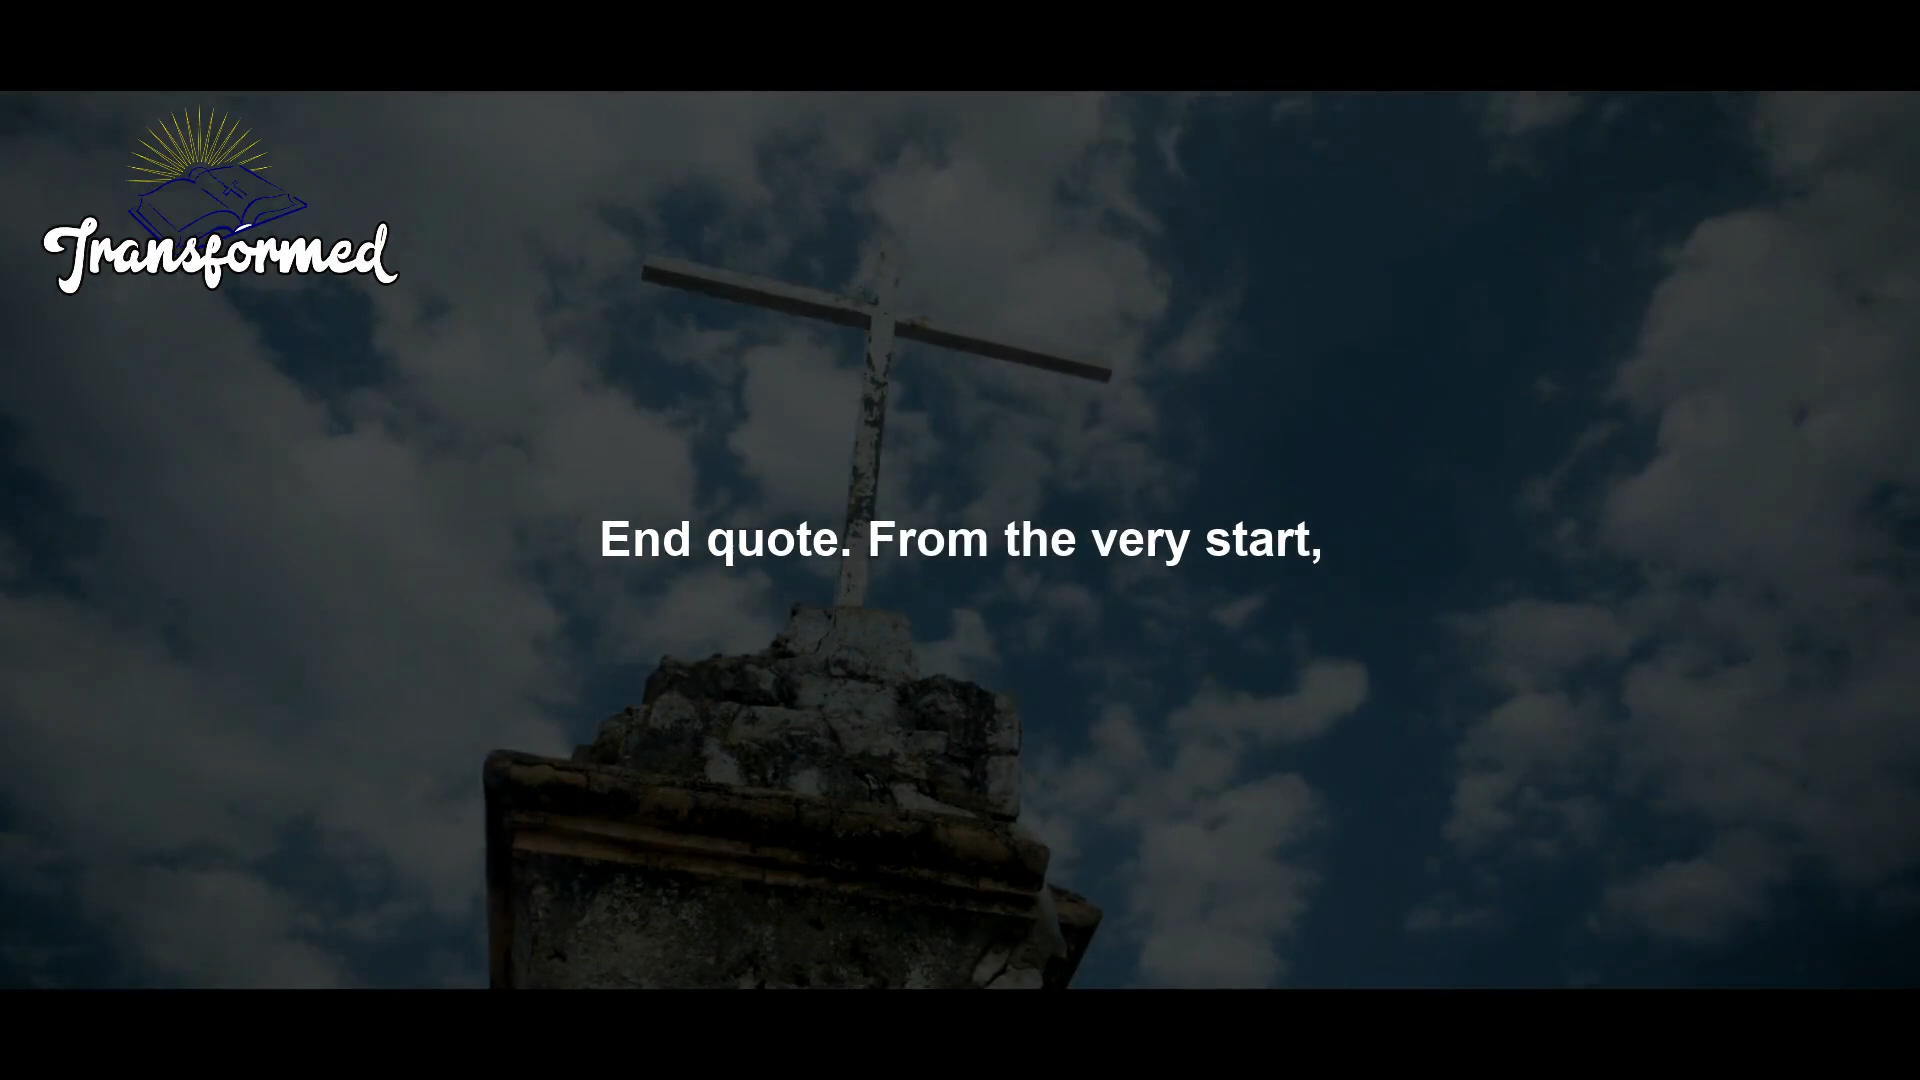 Transformed
End quote. From the very start,